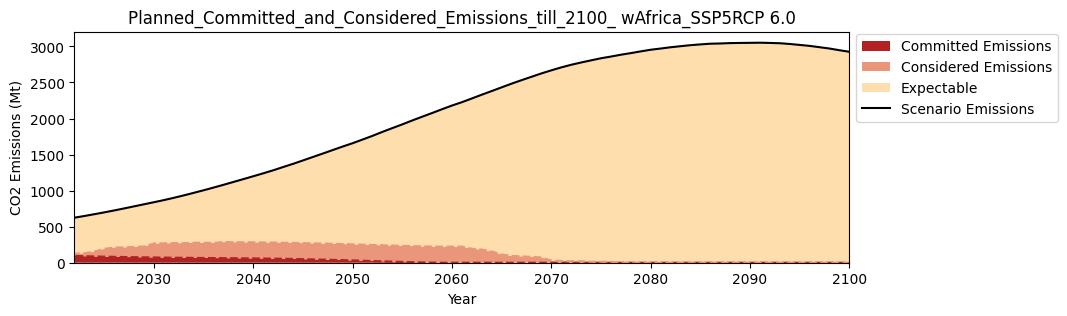 Planned_Committed_and_Considered_Emissions_till_2100_ wAfrica_SSP5RCP 6.0
3000
2500
2000
1500
1000
500
0
CO2 Emissions (Mt)
2030 2040 2050 2060 2070 2080 2090 2100
Year
Committed Emissions
Considered Emissions
Expectable
Scenario Emissions